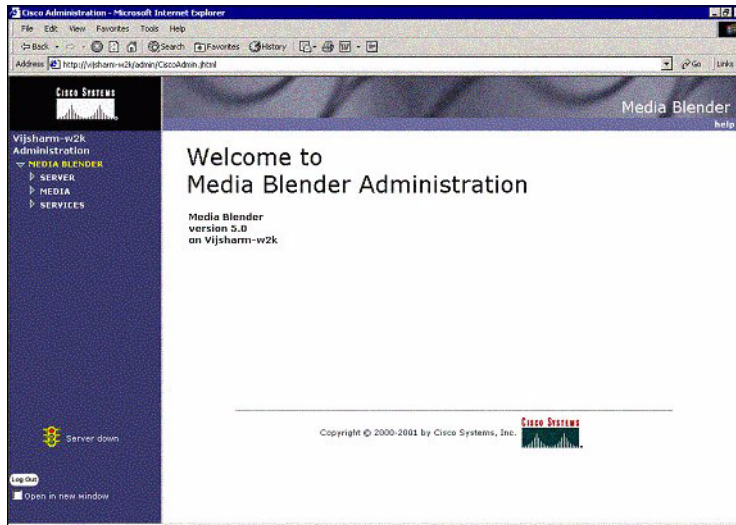 Cisco Administration - Microsoft Internet Explorer
File Edit View Favorites Tools Help
Back Search Favorites History
Address http://vijsharm-w2k/admin/CiscoAdmin.jhtml Go Links
CISCO SYSTEMS
Media Blender
help
Vijsharm-w2k
Administration
MEDIA BLENDER
SERVER
MEDIA
SERVICES
Welcome to
Media Blender Administration
Media Blender
version 5.0
on Vijsharm-w2k
Server down
Copyright © 2000-2001 by Cisco Systems, Inc.
CISCO SYSTEMS
Log Out
Open in new window